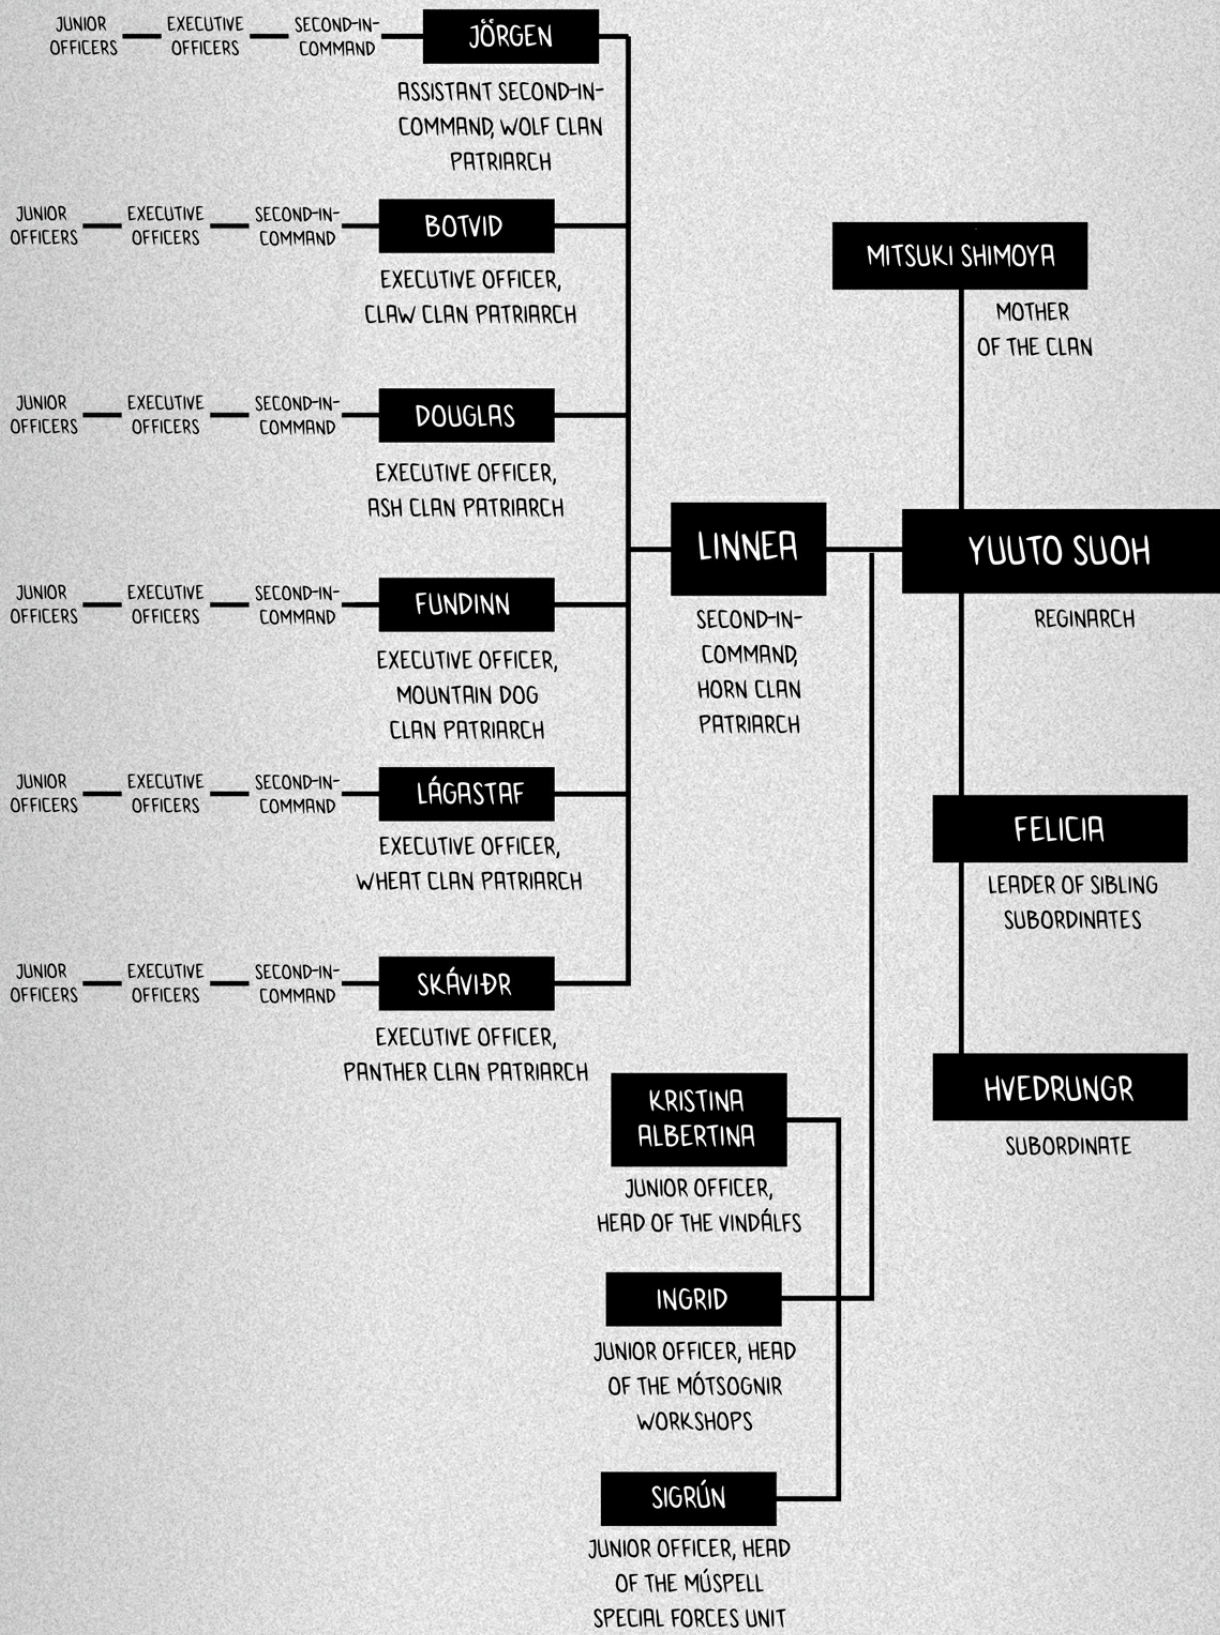 JUNIOR
OFFICERS
EXECUTIVE
OFFICERS
SECOND-IN-
COMMAND
JÖRGEN
ASSISTANT SECOND-IN-
COMMAND, WOLF CLAN
PATRIARCH
JUNIOR
OFFICERS
EXECUTIVE
OFFICERS
SECOND-IN-
COMMAND
BOTVID
EXECUTIVE OFFICER,
CLAW CLAN PATRIARCH
JUNIOR
OFFICERS
EXECUTIVE
OFFICERS
SECOND-IN-
COMMAND
DOUGLAS
EXECUTIVE OFFICER,
ASH CLAN PATRIARCH
JUNIOR
OFFICERS
EXECUTIVE
OFFICERS
SECOND-IN-
COMMAND
FUNDINN
EXECUTIVE OFFICER,
MOUNTAIN DOG
CLAN PATRIARCH
JUNIOR
OFFICERS
EXECUTIVE
OFFICERS
SECOND-IN-
COMMAND
LÁGASTAF
EXECUTIVE OFFICER,
WHEAT CLAN PATRIARCH
JUNIOR
OFFICERS
EXECUTIVE
OFFICERS
SECOND-IN-
COMMAND
SKÁVIÐR
EXECUTIVE OFFICER,
PANTHER CLAN PATRIARCH
MITSUKI SHIMOYA
MOTHER
OF THE CLAN
LINNEA
SECOND-IN-
COMMAND,
HORN CLAN
PATRIARCH
YUUTO SUOH
REGINARCH
FELICIA
LEADER OF SIBLING
SUBORDINATES
HVEDRUNGR
SUBORDINATE
KRISTINA
ALBERTINA
JUNIOR OFFICER,
HEAD OF THE VINDÁLFS
INGRID
JUNIOR OFFICER, HEAD
OF THE MÓTSOGNIR
WORKSHOPS
SIGRÚN
JUNIOR OFFICER, HEAD
OF THE MÚSPELL
SPECIAL FORCES UNIT